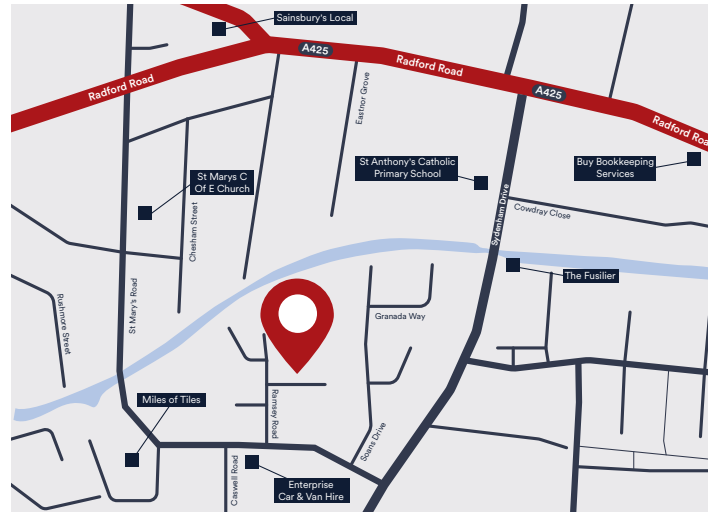 Sainsbury's Local
A425
Radford Road
Radford Road
A425
Radford Roa
Eastnor Grove
St Anthony's Catholic
Primary School
Buy Bookkeeping
Services
St Marys C
Of E Church
Chesham Street
Sydenham Drive
Cowdray Close
The Fusilier
St Mary's Road
Rushmore Street
Granada Way
Miles of Tiles
Ramsey Road
Soans Drive
Caswell Road
Enterprise
Car & Van Hire